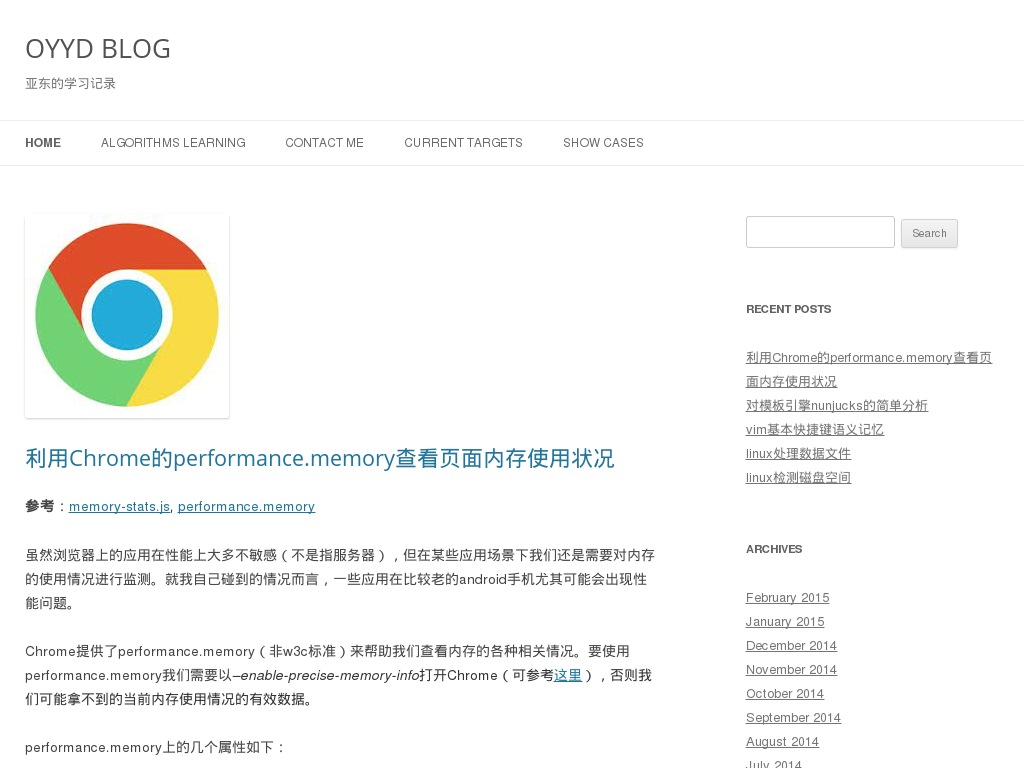 OYYD BLOG
亚东的学习记录
HOME
ALGORITHMS LEARNING
CONTACT ME
CURRENT TARGETS
SHOW CASES
利用Chrome的performance.memory查看页面内存使用状况
参考：memory-stats.js, performance.memory
虽然浏览器上的应用在性能上大多不敏感（不是指服务器），但在某些应用场景下我们还是需要对内存
的使用情况进行监测。就我自己碰到的情况而言，一些应用在比较老的android手机尤其可能会出现性
能问题。
Chrome提供了performance.memory（非w3c标准）来帮助我们查看内存的各种相关情况。要使用
performance.memory我们需要以–enable-precise-memory-info打开Chrome（可参考这里），否则我
们可能拿不到的当前内存使用情况的有效数据。
performance.memory上的几个属性如下：
Search
RECENT POSTS
利用Chrome的performance.memory查看页
面内存使用状况
对模板引擎nunjucks的简单分析
vim基本快捷键语义记忆
linux处理数据文件
linux检测磁盘空间
ARCHIVES
February 2015
January 2015
December 2014
November 2014
October 2014
September 2014
August 2014
July 2014